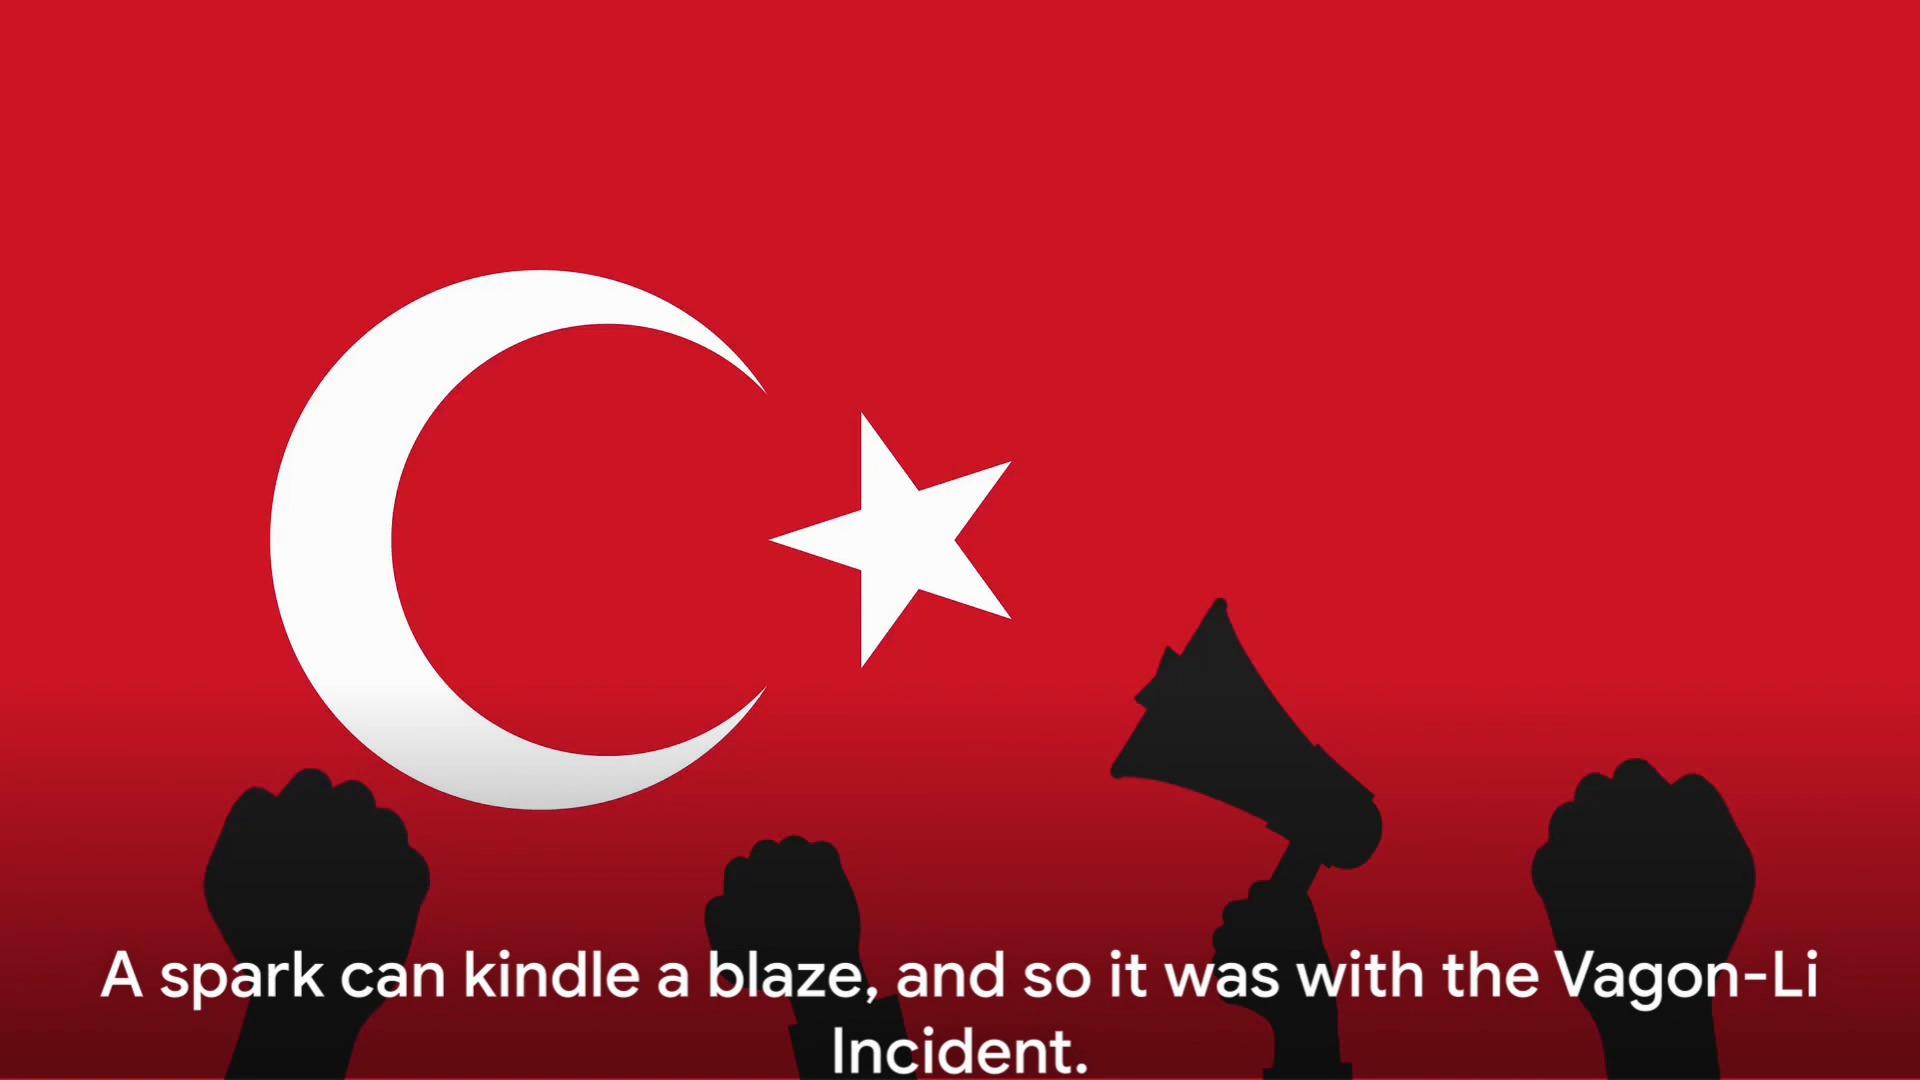 A spark can kindle a blaze, and so it was with the Vagon-Li
Incident.